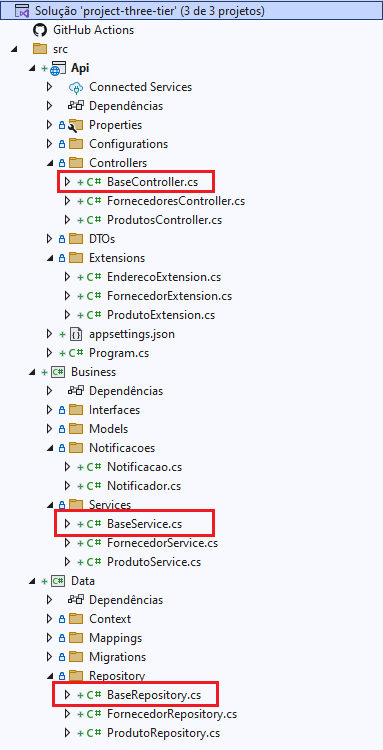 Solução 'project-three-tier' (3 de 3 projetos)
GitHub Actions
src
+ Api
Connected Services
Dependências
Properties
Configurations
Controllers
+ C# BaseController.cs
+ C# FornecedoresController.cs
+ C# ProdutosController.cs
DTOs
Extensions
+ C# EnderecoExtension.cs
+ C# FornecedorExtension.cs
+ C# ProdutoExtension.cs
+ appsettings.json
+ C# Program.cs
+ C# Business
Dependências
Interfaces
Models
Notificacoes
+ C# Notificacao.cs
+ C# Notificador.cs
Services
+ C# BaseService.cs
+ C# FornecedorService.cs
+ C# ProdutoService.cs
+ C# Data
Dependências
Context
Mappings
Migrations
Repository
+ C# BaseRepository.cs
+ C# FornecedorRepository.cs
+ C# ProdutoRepository.cs